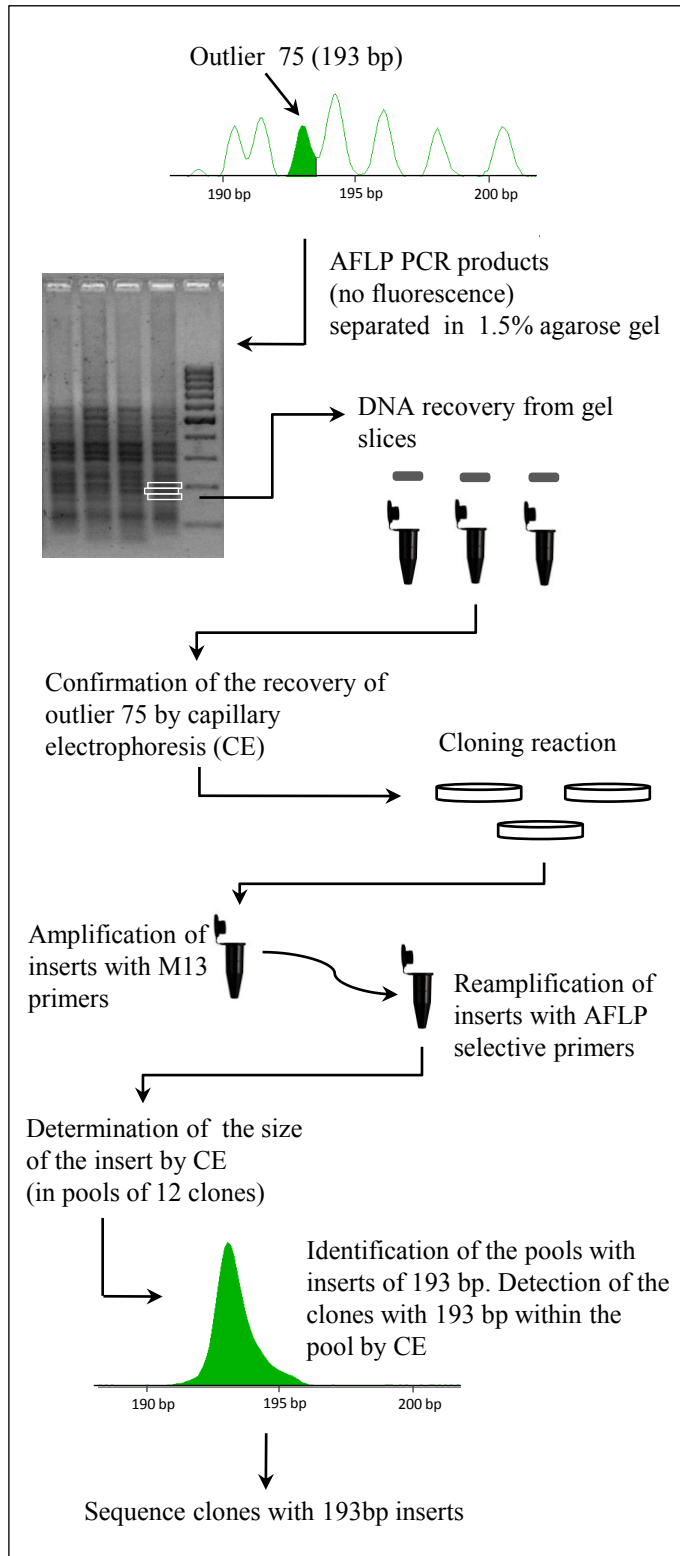 Outlier 75 (193 bp)
190 bp
195 bp
200 bp
AFLP PCR products
(no fluorescence)
separated in 1.5% agarose gel
DNA recovery from gel
slices
Confirmation of the recovery of
outlier 75 by capillary
electrophoresis (CE)
Cloning reaction
Amplification of
inserts with M13
primers
Reamplification of
inserts with AFLP
selective primers
Determination of the size
of the insert by CE
(in pools of 12 clones)
Identification of the pools with
inserts of 193 bp. Detection of the
clones with 193 bp within the
pool by CE
190 bp
195 bp
200 bp
Sequence clones with 193bp inserts